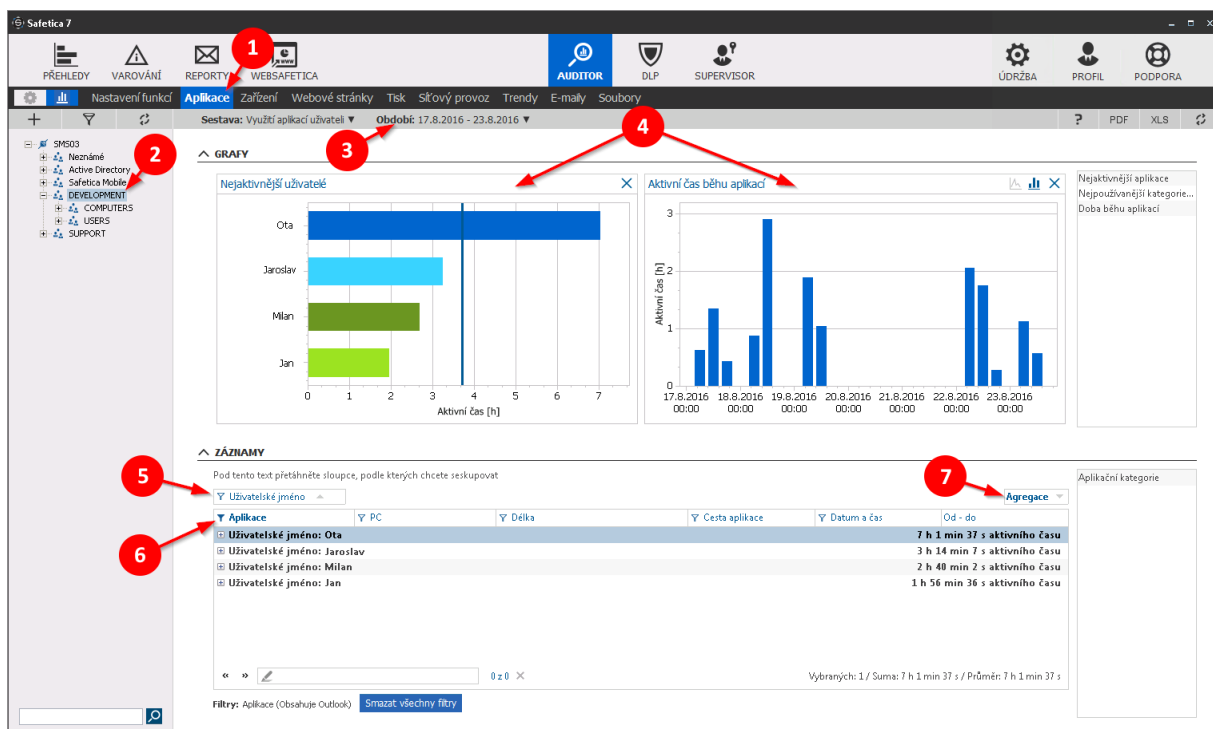 Safetica 7
PŘEHLEDY VAROVÁNÍ REPORTY WEBSAFETICA AUDITOR DLP SUPERVISOR ÚDRŽBA PROFIL PODPORA
1
Nastavení funkcí Aplikace Zařízení Webové stránky Tisk Síťový provoz Trendy E-maily Soubory
Sestava: Využití aplikací uživateli Období: 17.8.2016 - 23.8.2016 ? PDF XLS
SMS03
Neznámé
Active Directory
Safetica Mobile
DEVELOPMENT
COMPUTERS
USERS
SUPPORT
2
3
4
GRAFY
Nejaktivnější uživatelé
Ota
Jaroslav
Milan
Jan
0 1 2 3 4 5 6 7
Aktivní čas [h]
Aktivní čas běhu aplikací
Aktivní čas [h]
3
2
1
0
17.8.2016 18.8.2016 19.8.2016 20.8.2016 21.8.2016 22.8.2016 23.8.2016
00:00 00:00 00:00 00:00 00:00 00:00 00:00
Nejaktivnější aplikace
Nejpoužívanější kategorie...
Doba běhu aplikací
ZÁZNAMY
Pod tento text přetáhněte sloupce, podle kterých chcete seskupovat
5
7
Uživatelské jméno Agregace
6
Aplikace PC Délka Cesta aplikace Datum a čas Od - do
Uživatelské jméno: Ota 7 h 1 min 37 s aktivního času
Uživatelské jméno: Jaroslav 3 h 14 min 7 s aktivního času
Uživatelské jméno: Milan 2 h 40 min 2 s aktivního času
Uživatelské jméno: Jan 1 h 56 min 36 s aktivního času
Aplikační kategorie
« » 0 z 0 Vybraných: 1 / Suma: 7 h 1 min 37 s / Průměr: 7 h 1 min 37 s
Filtry: Aplikace (Obsahuje Outlook) Smazat všechny filtry